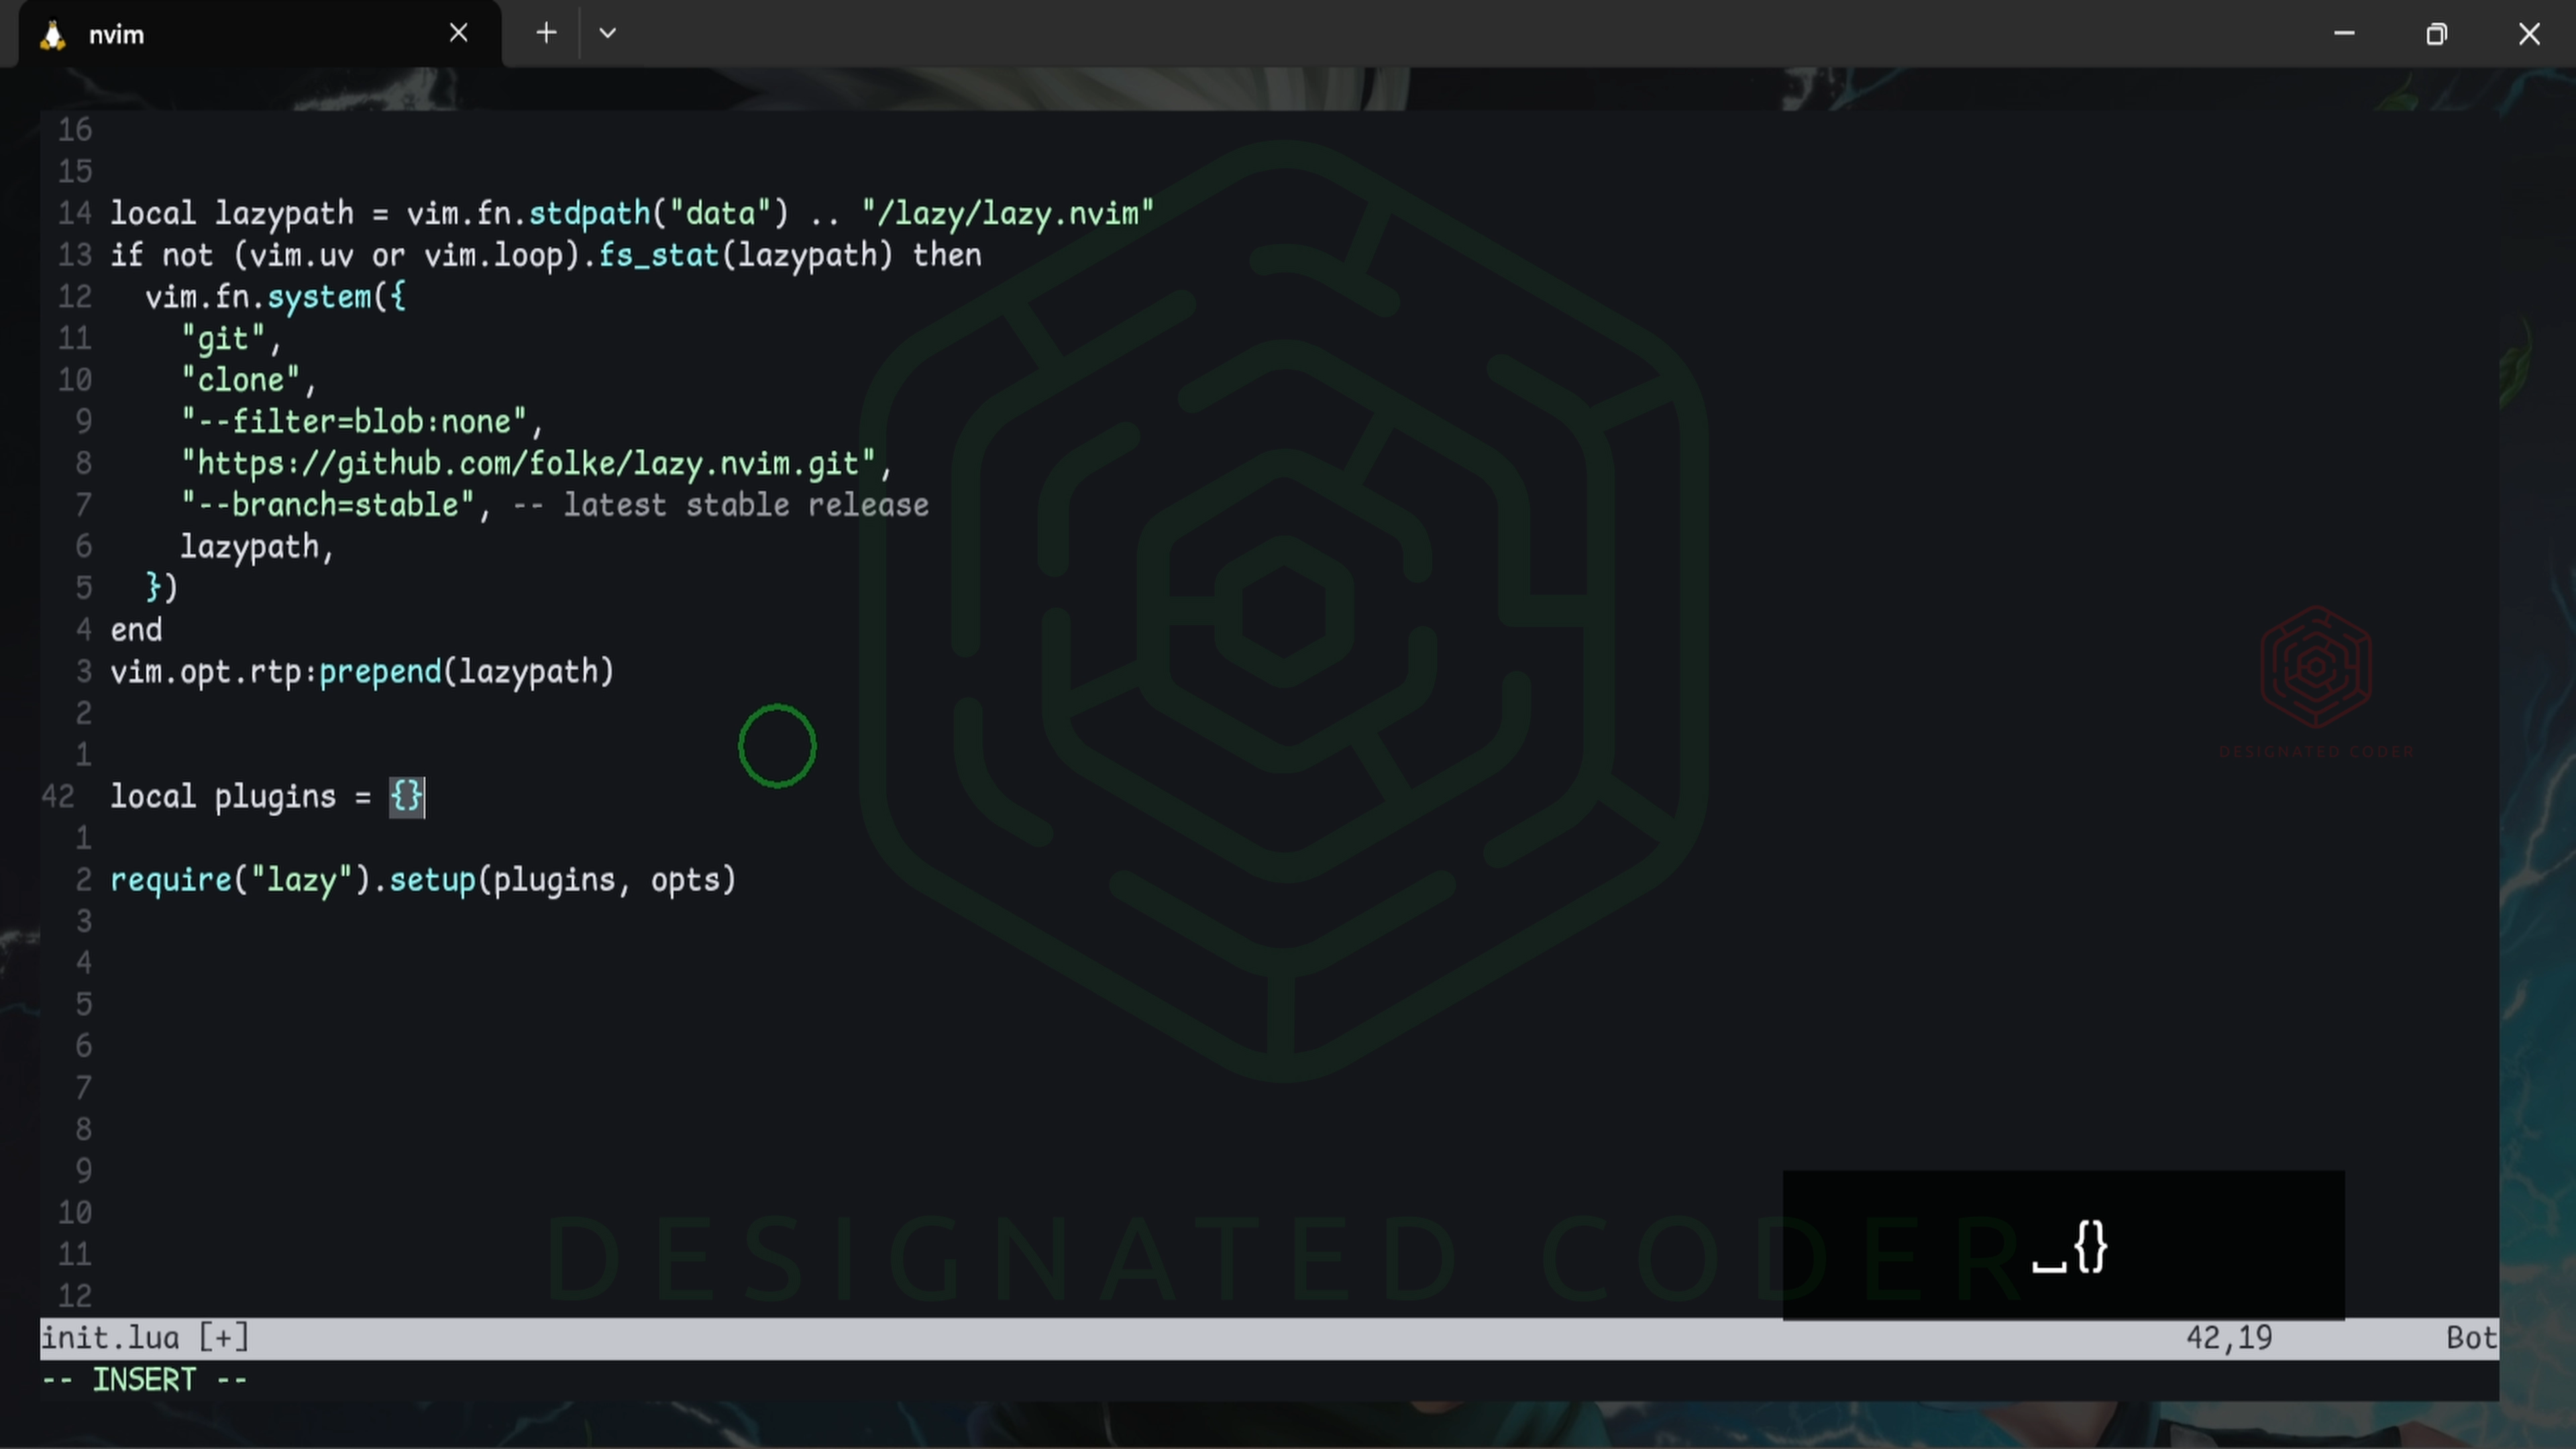 nvim
16
15
14 local lazypath = vim.fn.stdpath("data") .. "/lazy/lazy.nvim"
13 if not (vim.uv or vim.loop).fs_stat(lazypath) then
12   vim.fn.system({
11     "git",
10     "clone",
9     "--filter=blob:none",
8     "https://github.com/folke/lazy.nvim.git",
7     "--branch=stable", -- latest stable release
6     lazypath,
5   })
4 end
3 vim.opt.rtp:prepend(lazypath)
2
1
42 local plugins = {}
1
2 require("lazy").setup(plugins, opts)
3
4
5
6
7
8
9
10
11
12
DESIGNATED CODER
DESIGNATED CODER
␣{}
init.lua [+] 42,19 Bot
-- INSERT --